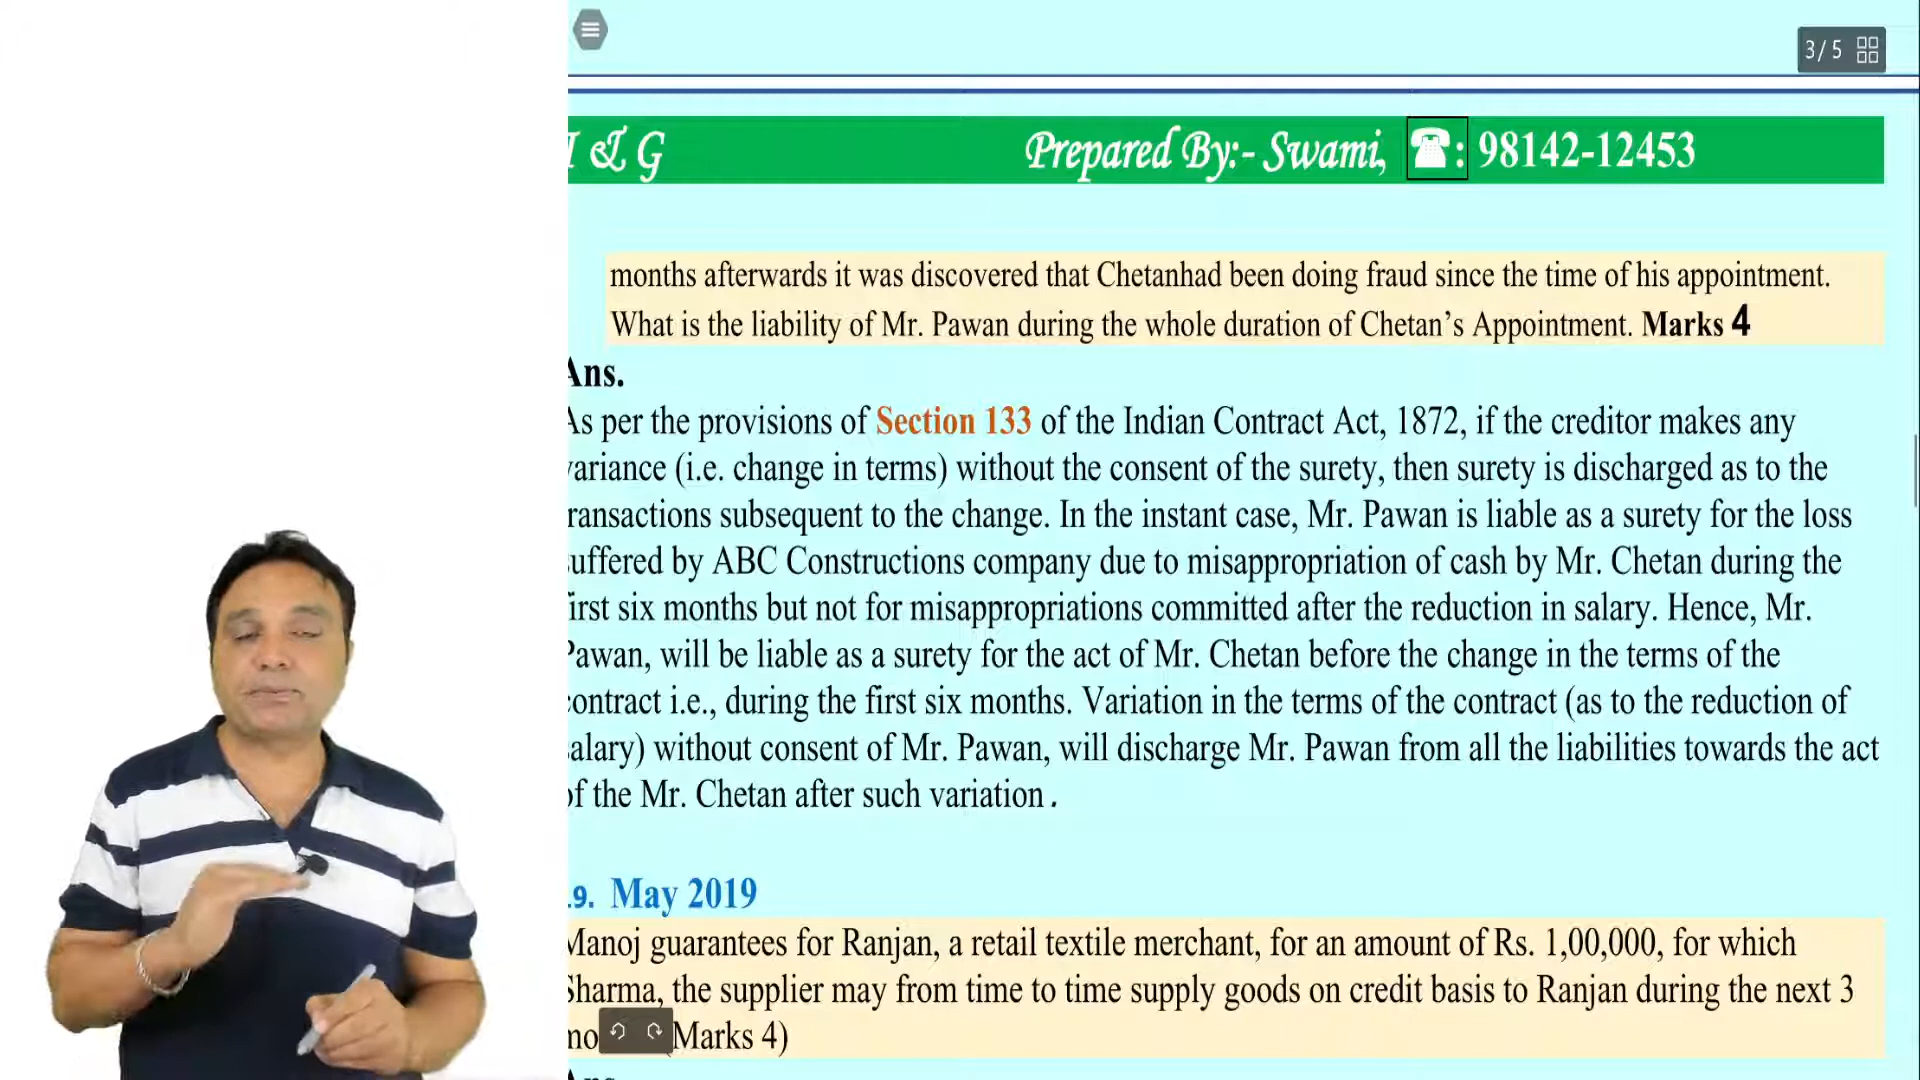 3/5
& G Prepared By:- Swami, ☎: 98142-12453
months afterwards it was discovered that Chetanhad been doing fraud since the time of his appointment.
What is the liability of Mr. Pawan during the whole duration of Chetan's Appointment. Marks 4
Ans.
As per the provisions of Section 133 of the Indian Contract Act, 1872, if the creditor makes any
variance (i.e. change in terms) without the consent of the surety, then surety is discharged as to the
transactions subsequent to the change. In the instant case, Mr. Pawan is liable as a surety for the loss
suffered by ABC Constructions company due to misappropriation of cash by Mr. Chetan during the
first six months but not for misappropriations committed after the reduction in salary. Hence, Mr.
Pawan, will be liable as a surety for the act of Mr. Chetan before the change in the terms of the
contract i.e., during the first six months. Variation in the terms of the contract (as to the reduction of
salary) without consent of Mr. Pawan, will discharge Mr. Pawan from all the liabilities towards the act
of the Mr. Chetan after such variation.
9. May 2019
Manoj guarantees for Ranjan, a retail textile merchant, for an amount of Rs. 1,00,000, for which
Sharma, the supplier may from time to time supply goods on credit basis to Ranjan during the next 3
(Marks 4)